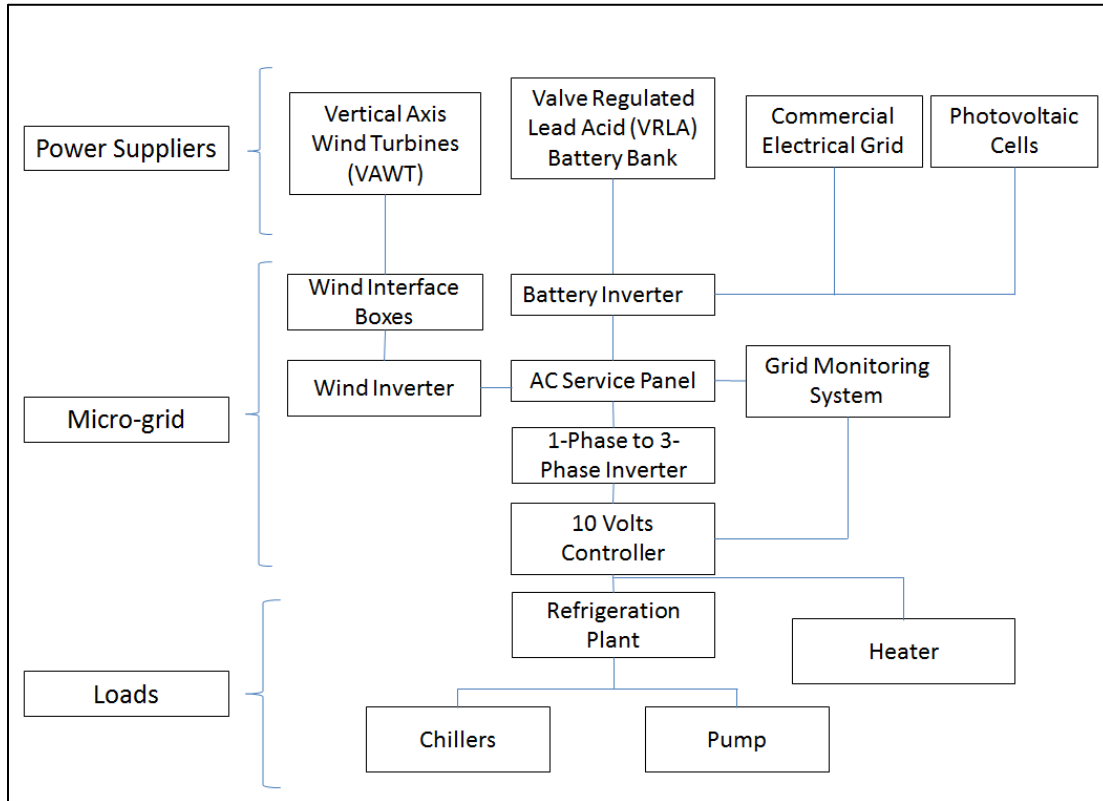 Power Suppliers
Vertical Axis
Wind Turbines
(VAWT)
Valve Regulated
Lead Acid (VRLA)
Battery Bank
Commercial
Electrical Grid
Photovoltaic
Cells
Micro-grid
Wind Interface
Boxes
Battery Inverter
Wind Inverter
AC Service Panel
Grid Monitoring
System
1-Phase to 3-
Phase Inverter
10 Volts
Controller
Loads
Refrigeration
Plant
Heater
Chillers
Pump